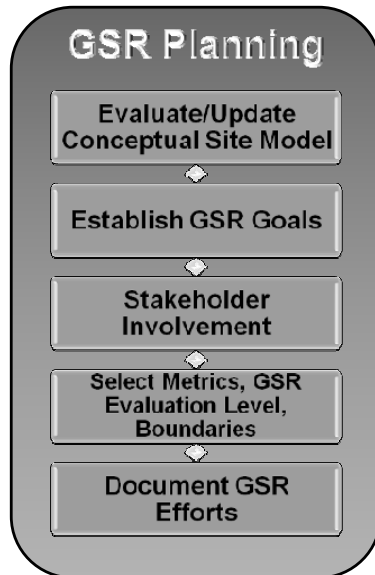 GSR Planning
Evaluate/Update
Conceptual Site Model
Establish GSR Goals
Stakeholder
Involvement
Select Metrics, GSR
Evaluation Level,
Boundaries
Document GSR
Efforts